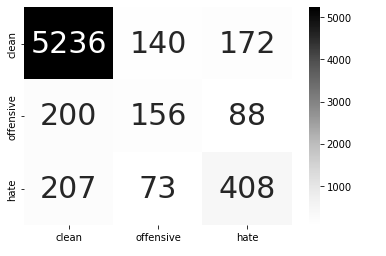 clean 5236 140 172
offensive 200 156 88
hate 207 73 408
clean offensive hate
5000
4000
3000
2000
1000